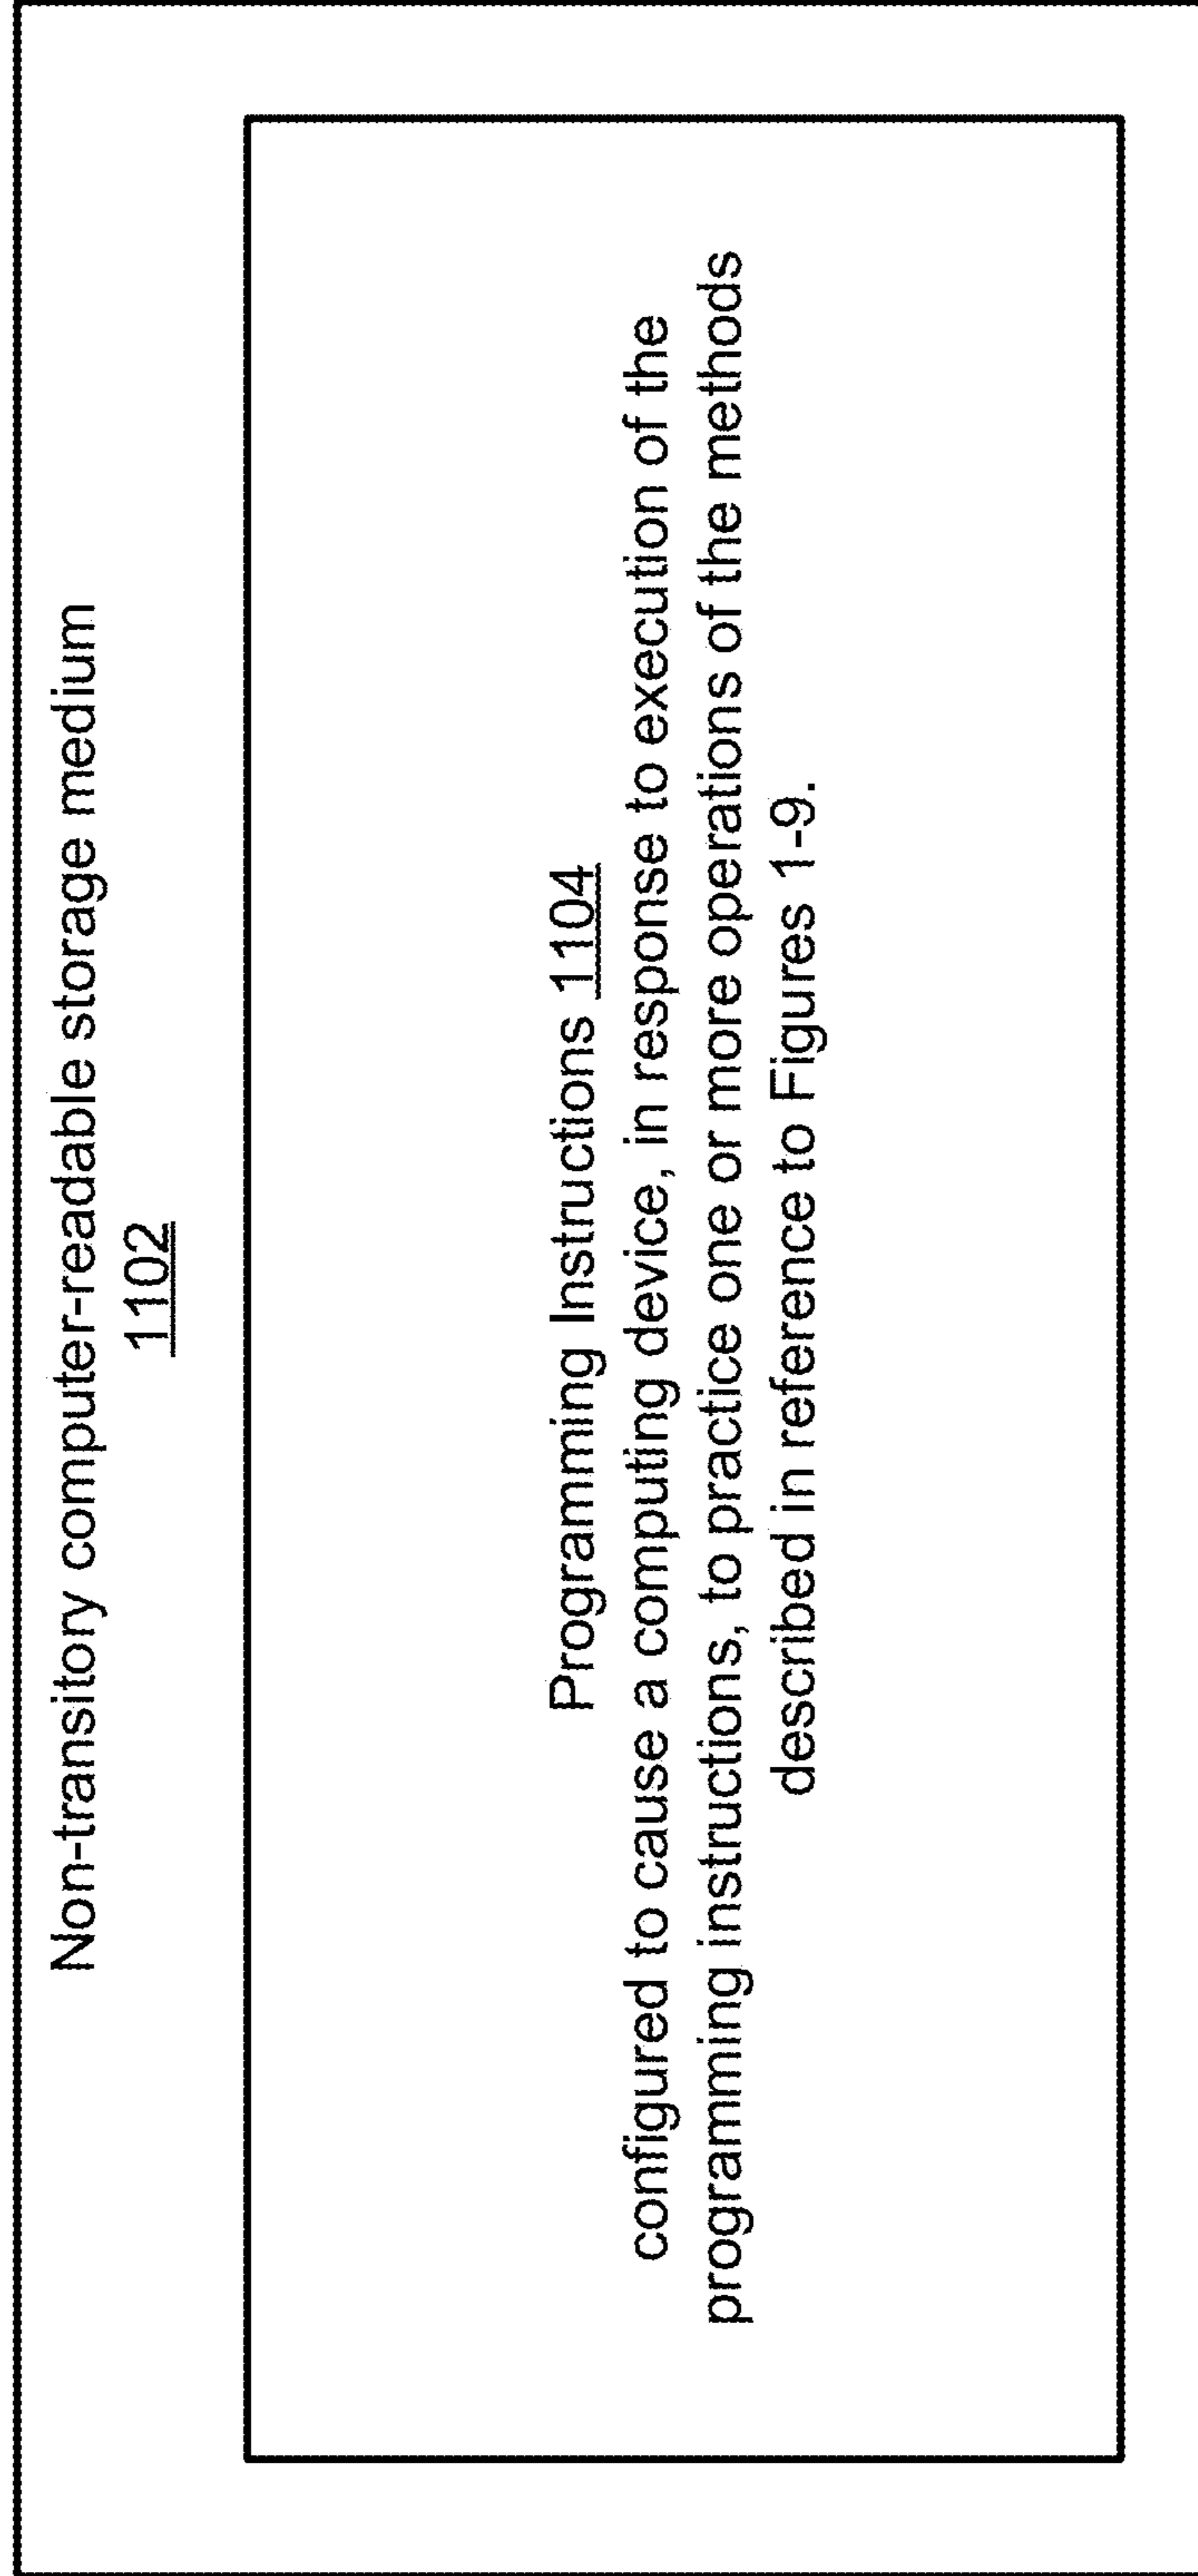 Non-transitory computer-readable storage medium
1102
Programming Instructions 1104
configured to cause a computing device, in response to execution of the
programming instructions, to practice one or more operations of the methods
described in reference to Figures 1-9.